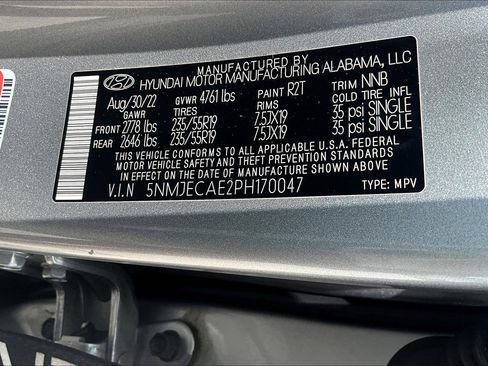 MANUFACTURED BY
HYUNDAI MOTOR MANUFACTURING ALABAMA, LLC
Aug/30/22 GVWR 4761 lbs PAINT R2T TRIM NNB
GAWR TIRES RIMS COLD TIRE INFL
FRONT 2778 lbs 235/55R19 7.5JX19 35 psi SINGLE
REAR 2646 lbs 235/55R19 7.5JX19 35 psi SINGLE
THIS VEHICLE CONFORMS TO ALL APPLICABLE U.S.A. FEDERAL
MOTOR VEHICLE SAFETY AND THEFT PREVENTION STANDARDS
IN EFFECT ON THE DATE OF MANUFACTURE SHOWN ABOVE.
V.I.N 5NMJECAE2PH170047 TYPE: MPV